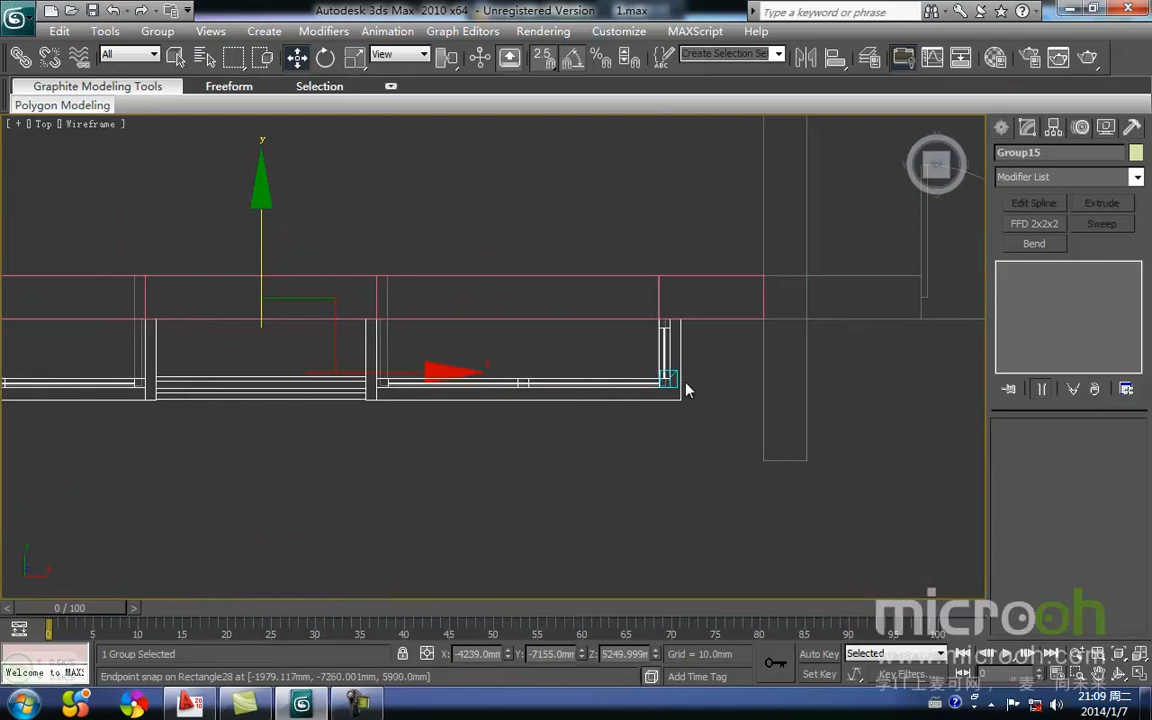 Autodesk 3ds Max 2010 x64 - Unregistered Version 1.max
Type a keyword or phrase
Edit Tools Group Views Create Modifiers Animation Graph Editors Rendering Customize MAXScript Help
All View 2.5 Create Selection Se
Graphite Modeling Tools Freeform Selection
Polygon Modeling
[ + [] Top [] Wireframe ]
Group15
Modifier List
Edit Spline Extrude
FFD 2x2x2 Sweep
Bend
y
x
0 / 100
0 5 10 15 20 25 30 35 40 45 50 55 60 65 70 75 80 85 90 95 100
microoh
www.microoh.com
1 Group Selected X: -4239.0mm Y: -7155.0mm Z: 5249.999m Grid = 10.0mm Auto Key Selected
Welcome to MAX: Endpoint snap on Rectangle28 at [-1979.117mm, -7260.001mm, 5900.0mm] Add Time Tag Set Key Key Filters... 0
21:09 周二
2014/1/7